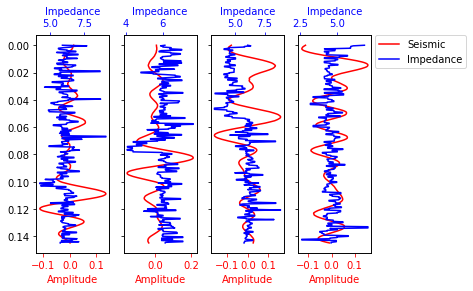 Impedance Impedance Impedance Impedance
5.0 7.5 4 6 5.0 7.5 2.5 5.0
Seismic
Impedance
0.00
0.02
0.04
0.06
0.08
0.10
0.12
0.14
−0.1 0.0 0.1 0.0 0.2 −0.1 0.0 0.1 −0.1 0.0 0.1
Amplitude Amplitude Amplitude Amplitude